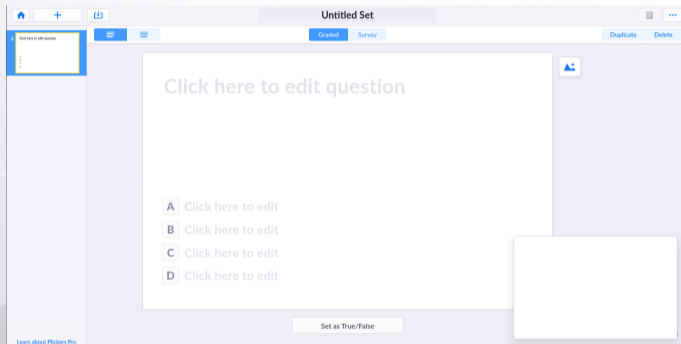 Untitled Set
Graded
Survey
Duplicate
Delete
1
Click here to edit question
Click here to edit question
A Click here to edit
B Click here to edit
C Click here to edit
D Click here to edit
Set as True/False
Learn about Plickers Pro